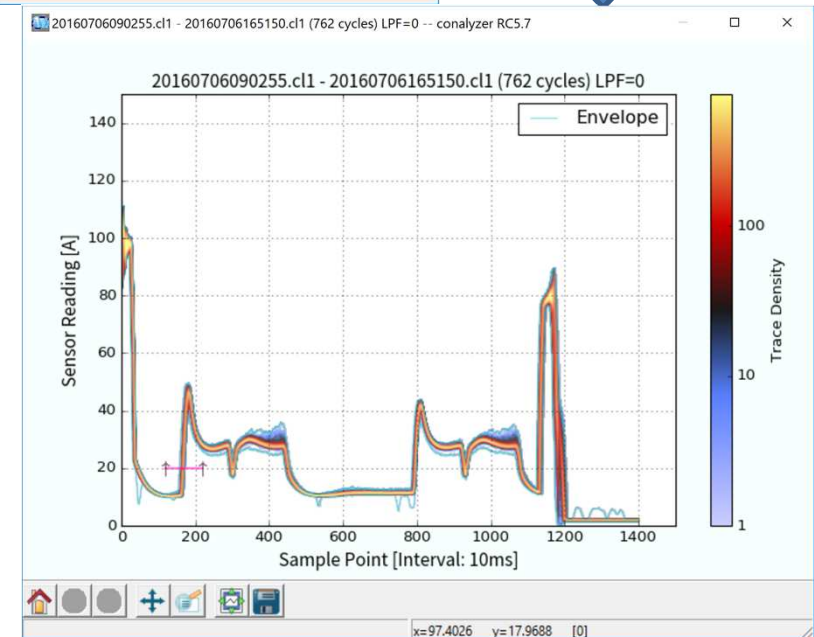 20160706090255.cl1 - 20160706165150.cl1 (762 cycles) LPF=0 -- conalyzer RC5.7
20160706090255.cl1 - 20160706165150.cl1 (762 cycles) LPF=0
Envelope
Sensor Reading [A]
140
120
100
80
60
40
20
0
0 200 400 600 800 1000 1200 1400
Sample Point [Interval: 10ms]
100
10
1
Trace Density
x=97.4026 y=17.9688 [0]